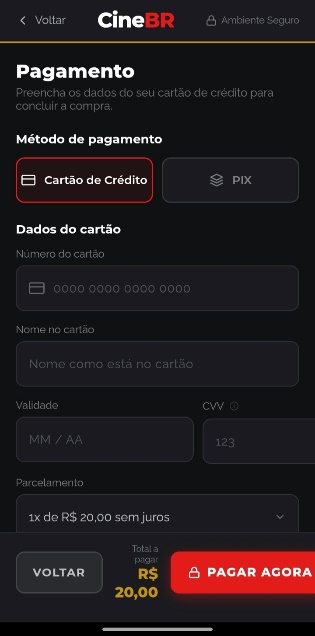 Voltar
CineBR
Ambiente Seguro
Pagamento
Preencha os dados do seu cartão de crédito para
concluir a compra.
Método de pagamento
Cartão de Crédito
PIX
Dados do cartão
Número do cartão
0000 0000 0000 0000
Nome no cartão
Nome como está no cartão
Validade
CVV
MM / AA
123
Parcelamento
1x de R$ 20,00 sem juros
VOLTAR
Total a
pagar
R$
20,00
PAGAR AGORA